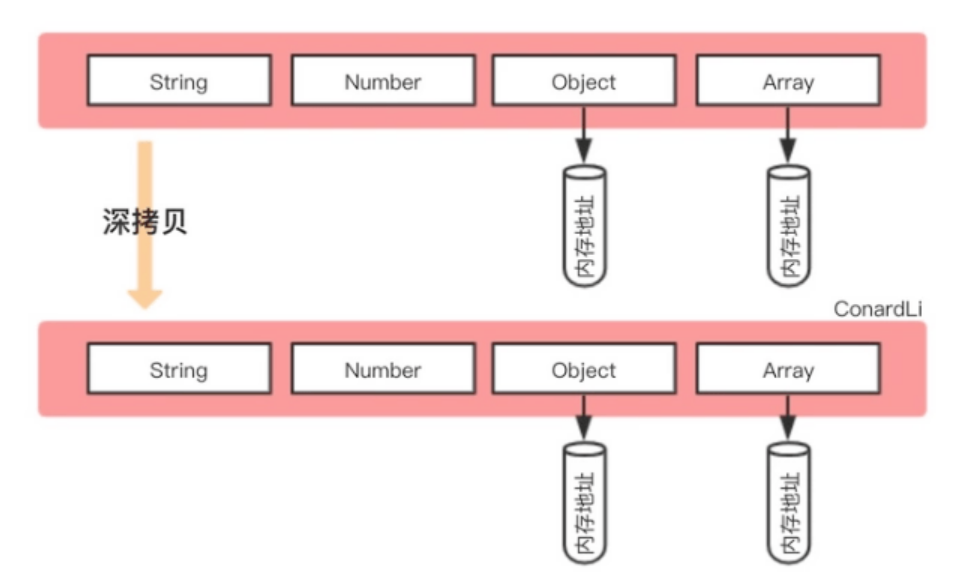 String
Number
Object
Array
深拷贝
内存地址
内存地址
ConardLi
String
Number
Object
Array
内存地址
内存地址